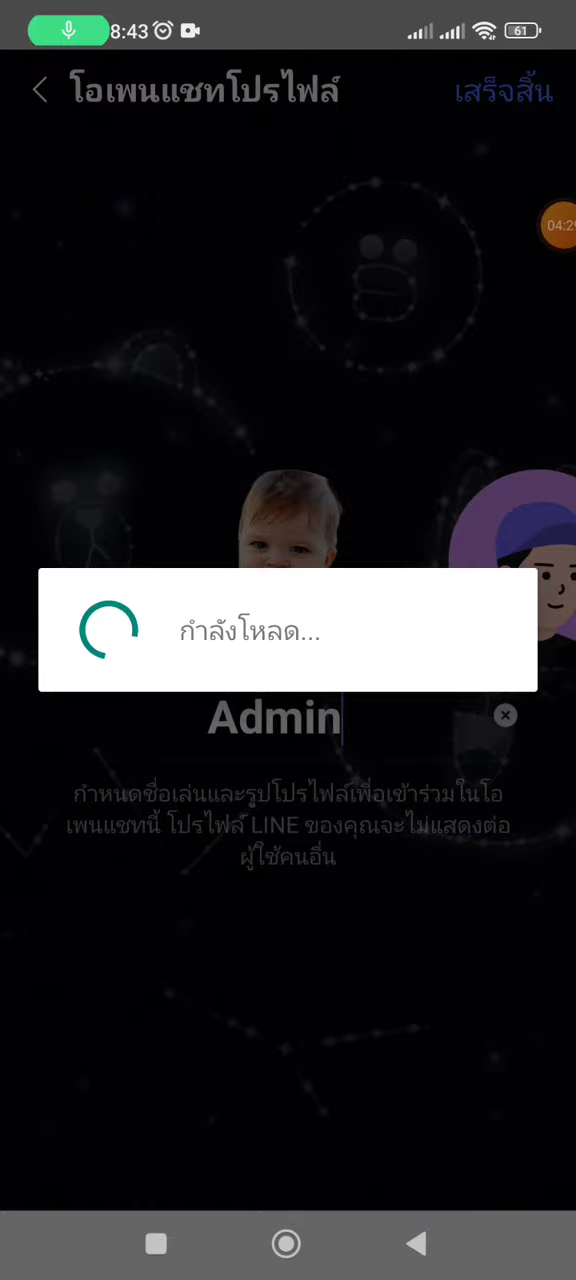 8:43
61
โอเพนแชทโปรไฟล์
เสร็จสิ้น
กำลังโหลด...
Admin
กำหนดชื่อเล่นและรูปโปรไฟล์เพื่อเข้าร่วมในโอ
เพนแชทนี้ โปรไฟล์ LINE ของคุณจะไม่แสดงต่อ
ผู้ใช้คนอื่น